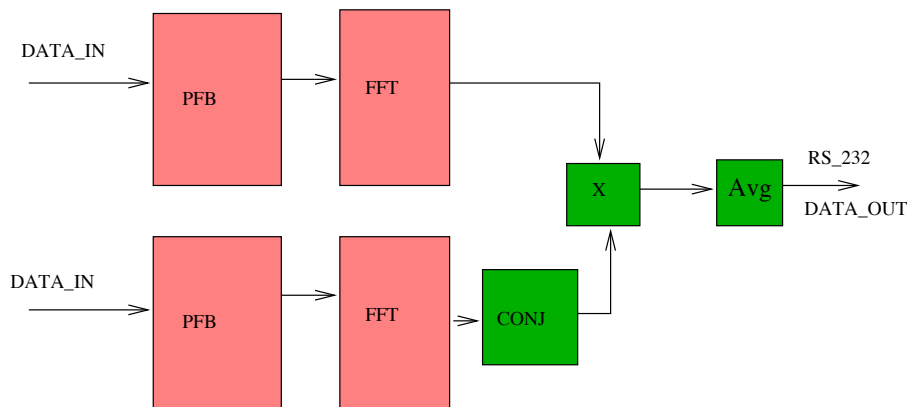 DATA_IN
PFB
FFT
X
Avg
RS_232
DATA_OUT
DATA_IN
PFB
FFT
CONJ